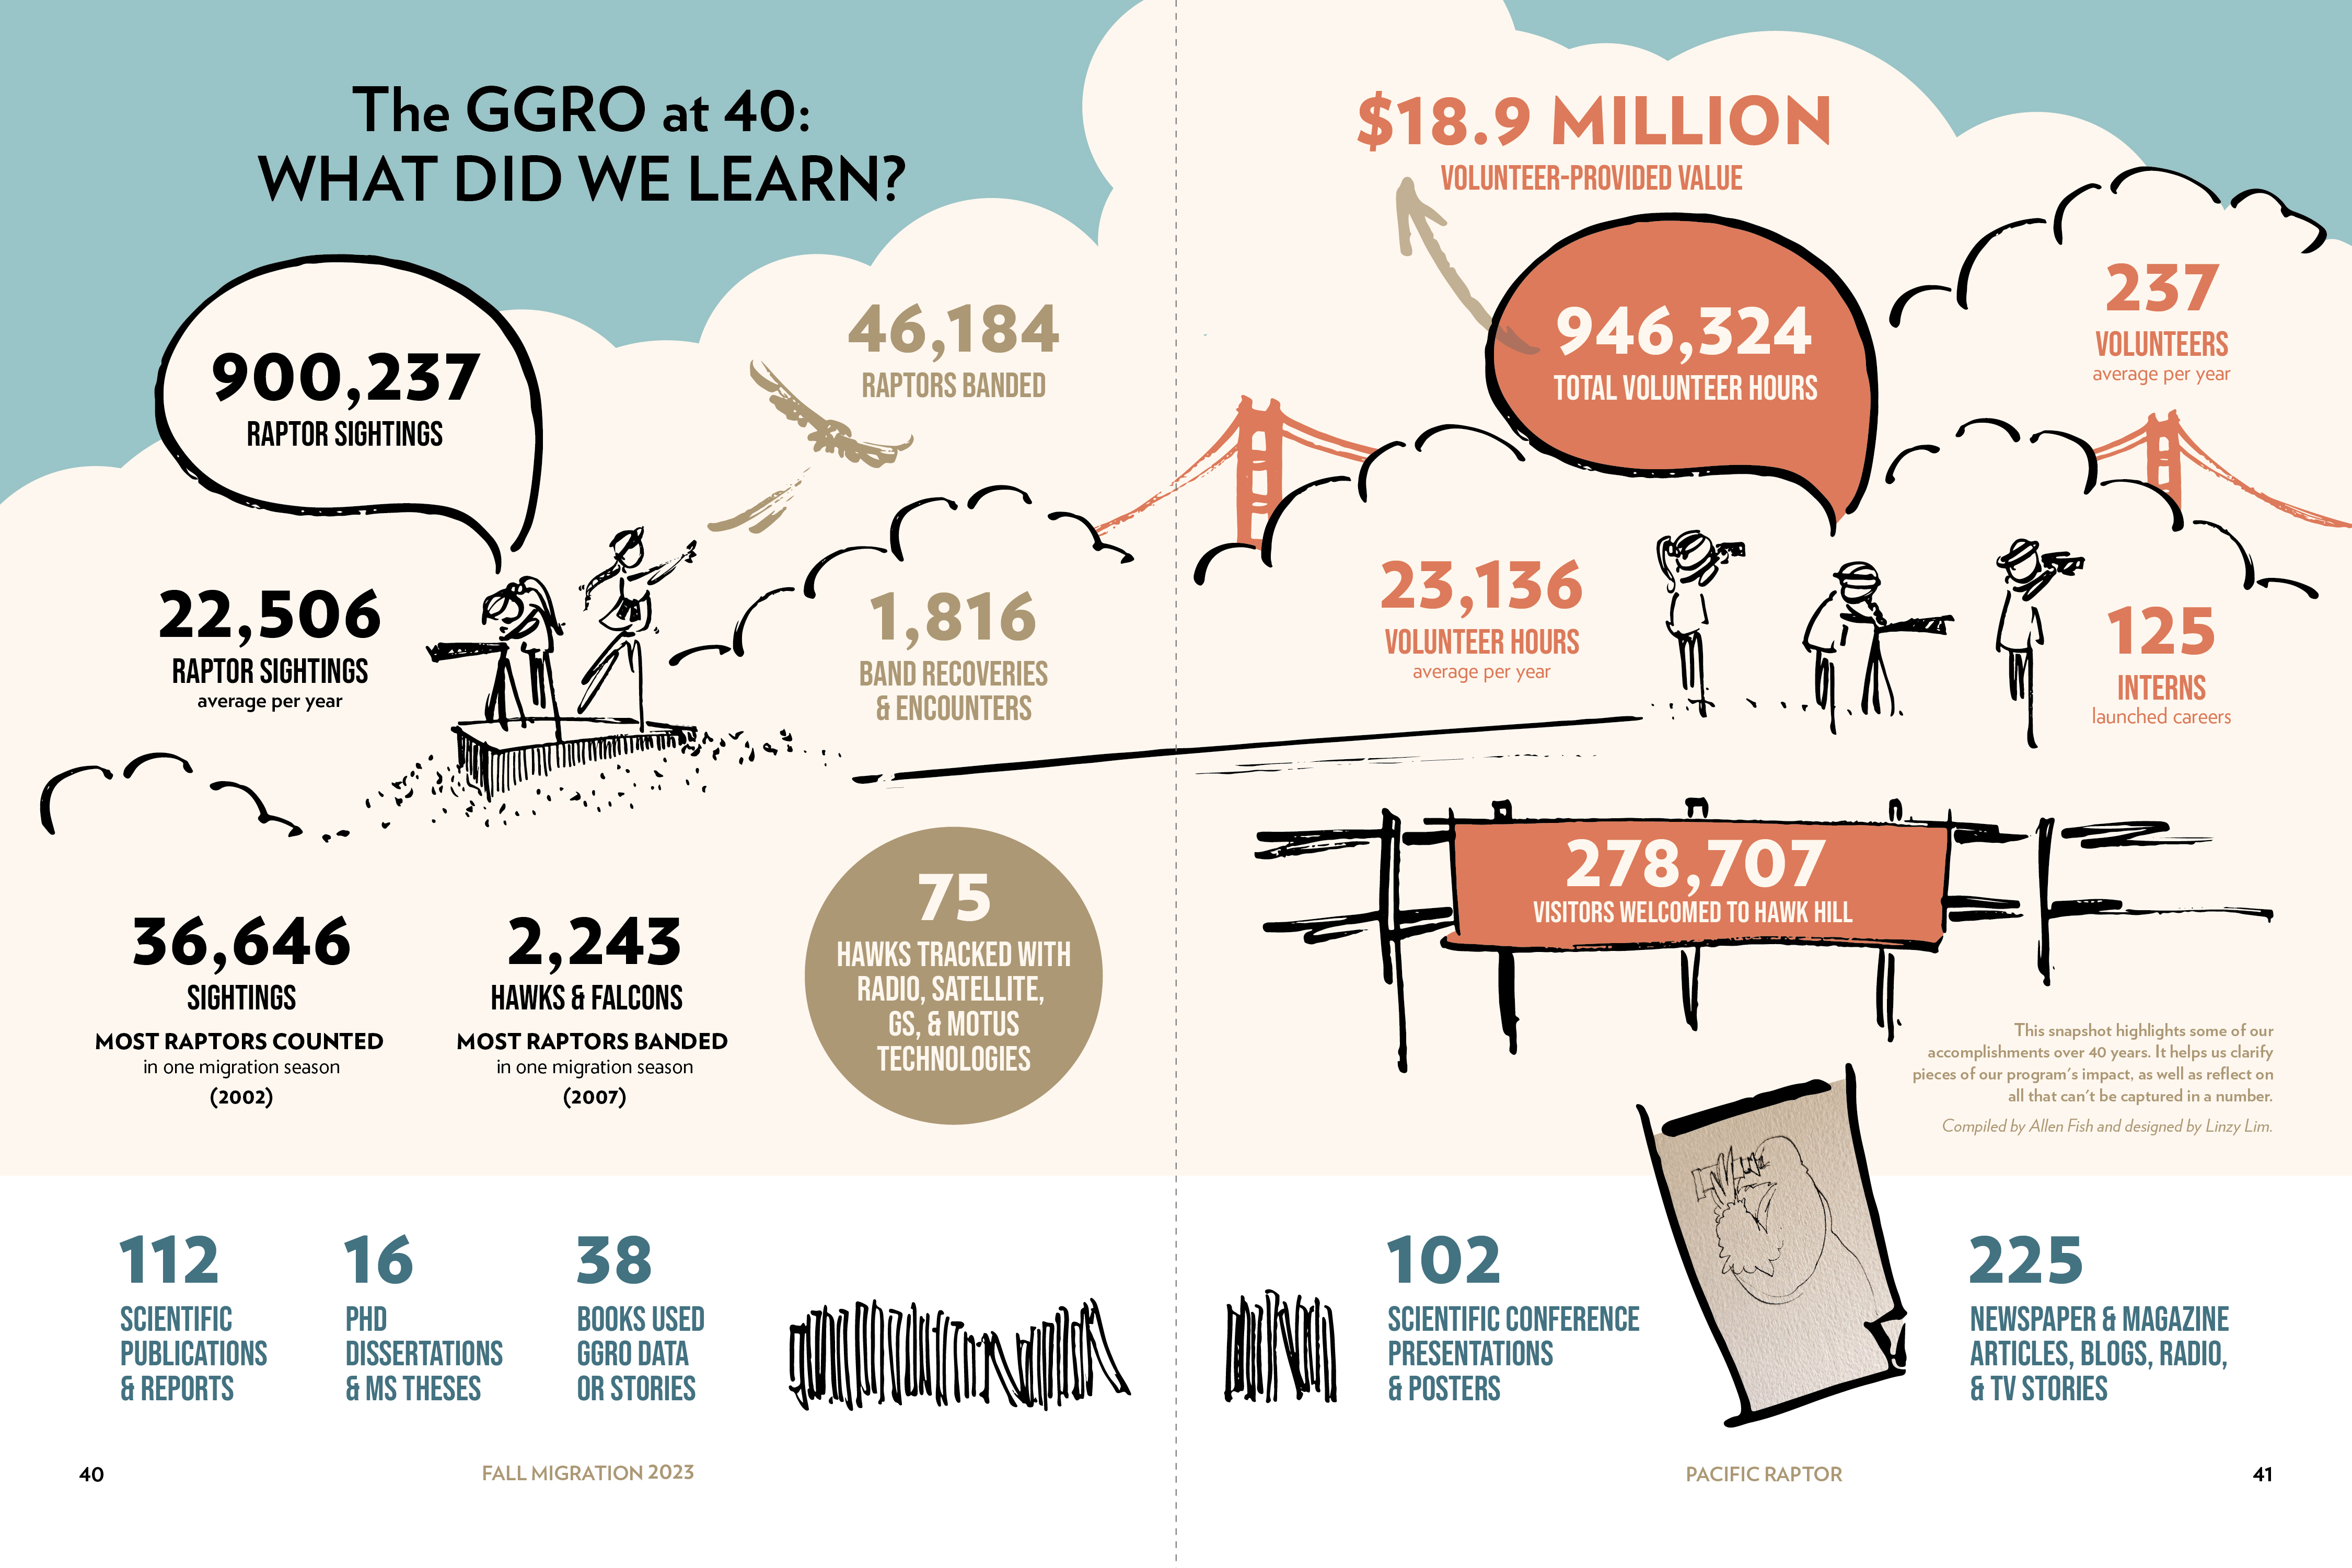 The GGRO at 40:
WHAT DID WE LEARN?
900,237
RAPTOR SIGHTINGS
46,184
RAPTORS BANDED
22,506
RAPTOR SIGHTINGS
average per year
1,816
BAND RECOVERIES
& ENCOUNTERS
36,646
SIGHTINGS
MOST RAPTORS COUNTED
in one migration season
(2002)
2,243
HAWKS & FALCONS
MOST RAPTORS BANDED
in one migration season
(2007)
75
HAWKS TRACKED WITH
RADIO, SATELLITE,
GS, & MOTUS
TECHNOLOGIES
112
SCIENTIFIC
PUBLICATIONS
& REPORTS
16
PHD
DISSERTATIONS
& MS THESES
38
BOOKS USED
GGRO DATA
OR STORIES
40
FALL MIGRATION 2023
$18.9 MILLION
VOLUNTEER-PROVIDED VALUE
946,324
TOTAL VOLUNTEER HOURS
237
VOLUNTEERS
average per year
23,136
VOLUNTEER HOURS
average per year
125
INTERNS
launched careers
278,707
VISITORS WELCOMED TO HAWK HILL
This snapshot highlights some of our
accomplishments over 40 years. It helps us clarify
pieces of our program's impact, as well as reflect on
all that can't be captured in a number.
Compiled by Allen Fish and designed by Linzy Lim.
102
SCIENTIFIC CONFERENCE
PRESENTATIONS
& POSTERS
225
NEWSPAPER & MAGAZINE
ARTICLES, BLOGS, RADIO,
& TV STORIES
PACIFIC RAPTOR
41